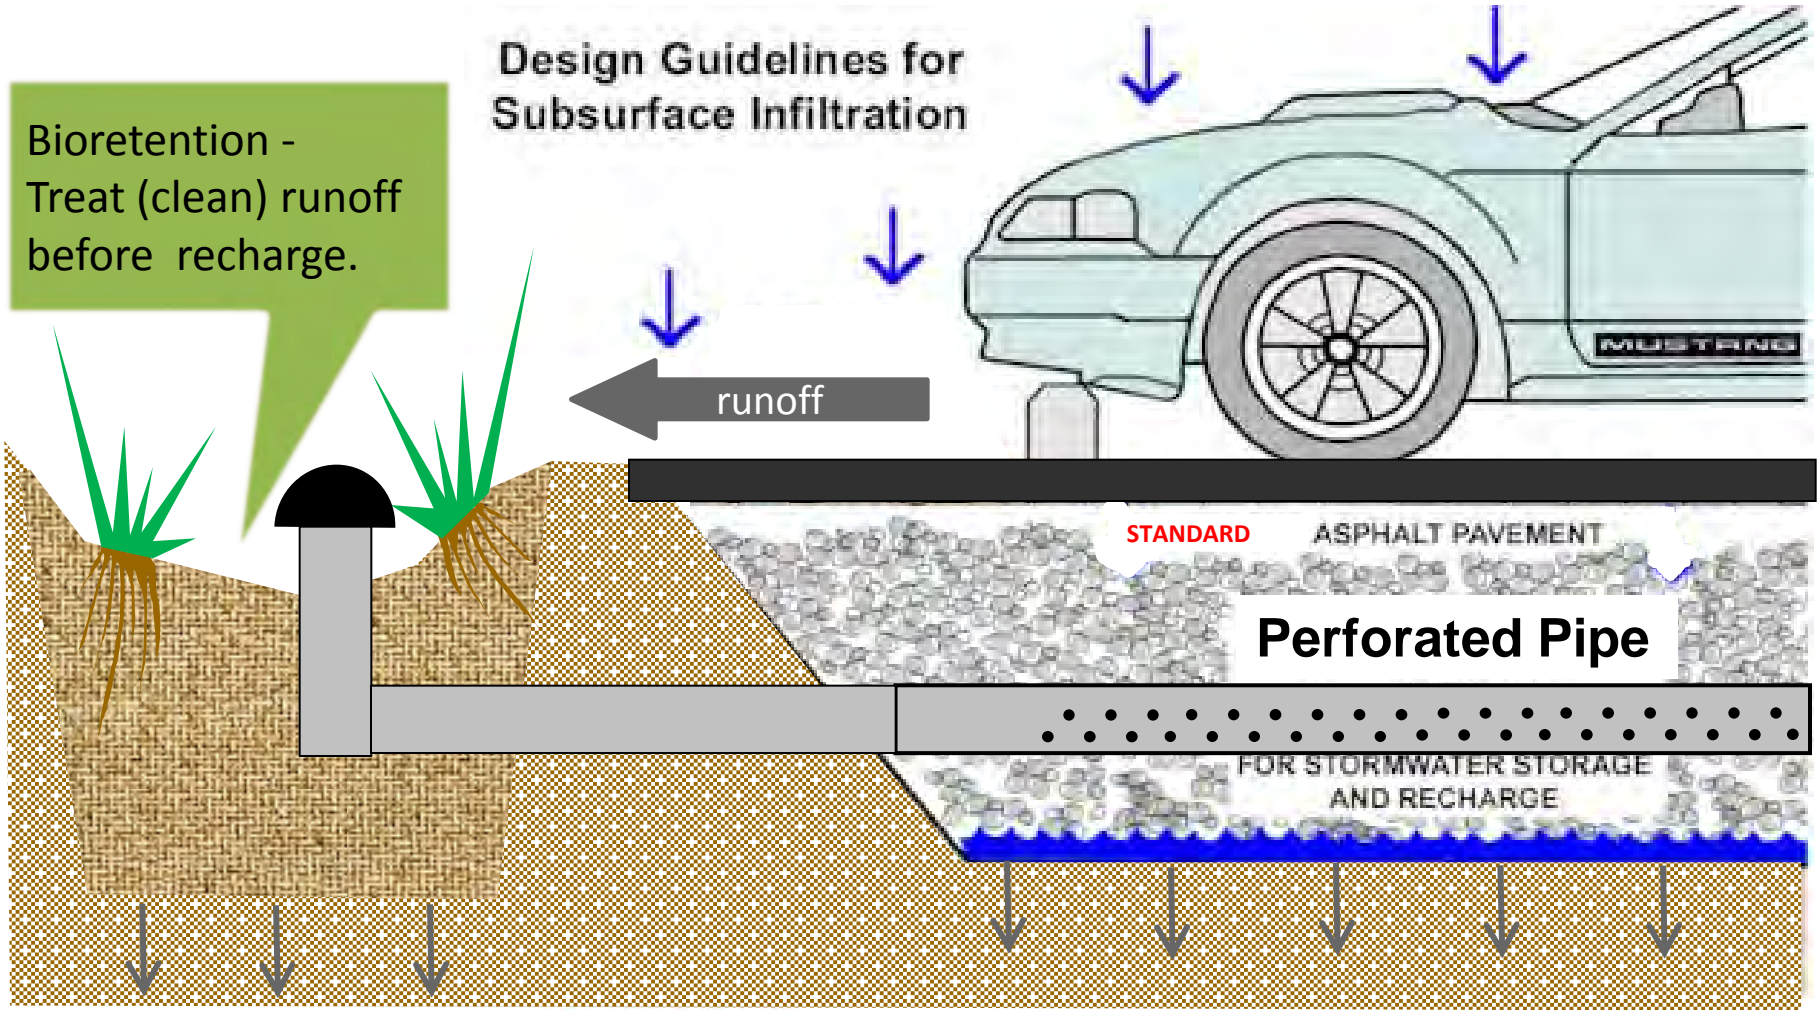 Design Guidelines for
Subsurface Infiltration
Bioretention -
Treat (clean) runoff
before recharge.
runoff
MUSTANG
STANDARD ASPHALT PAVEMENT
Perforated Pipe
FOR STORMWATER STORAGE
AND RECHARGE